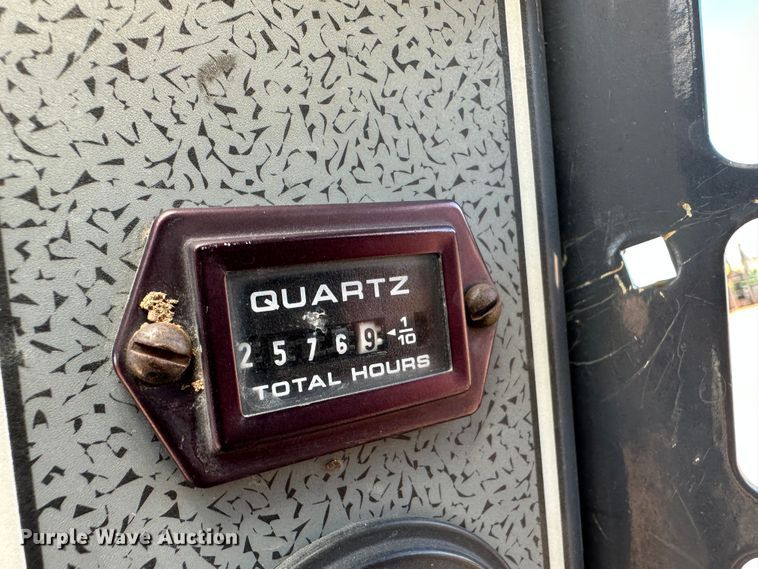 QUARTZ
2 5 7 6 9 ◄ 1/10
TOTAL HOURS
Purple Wave Auction